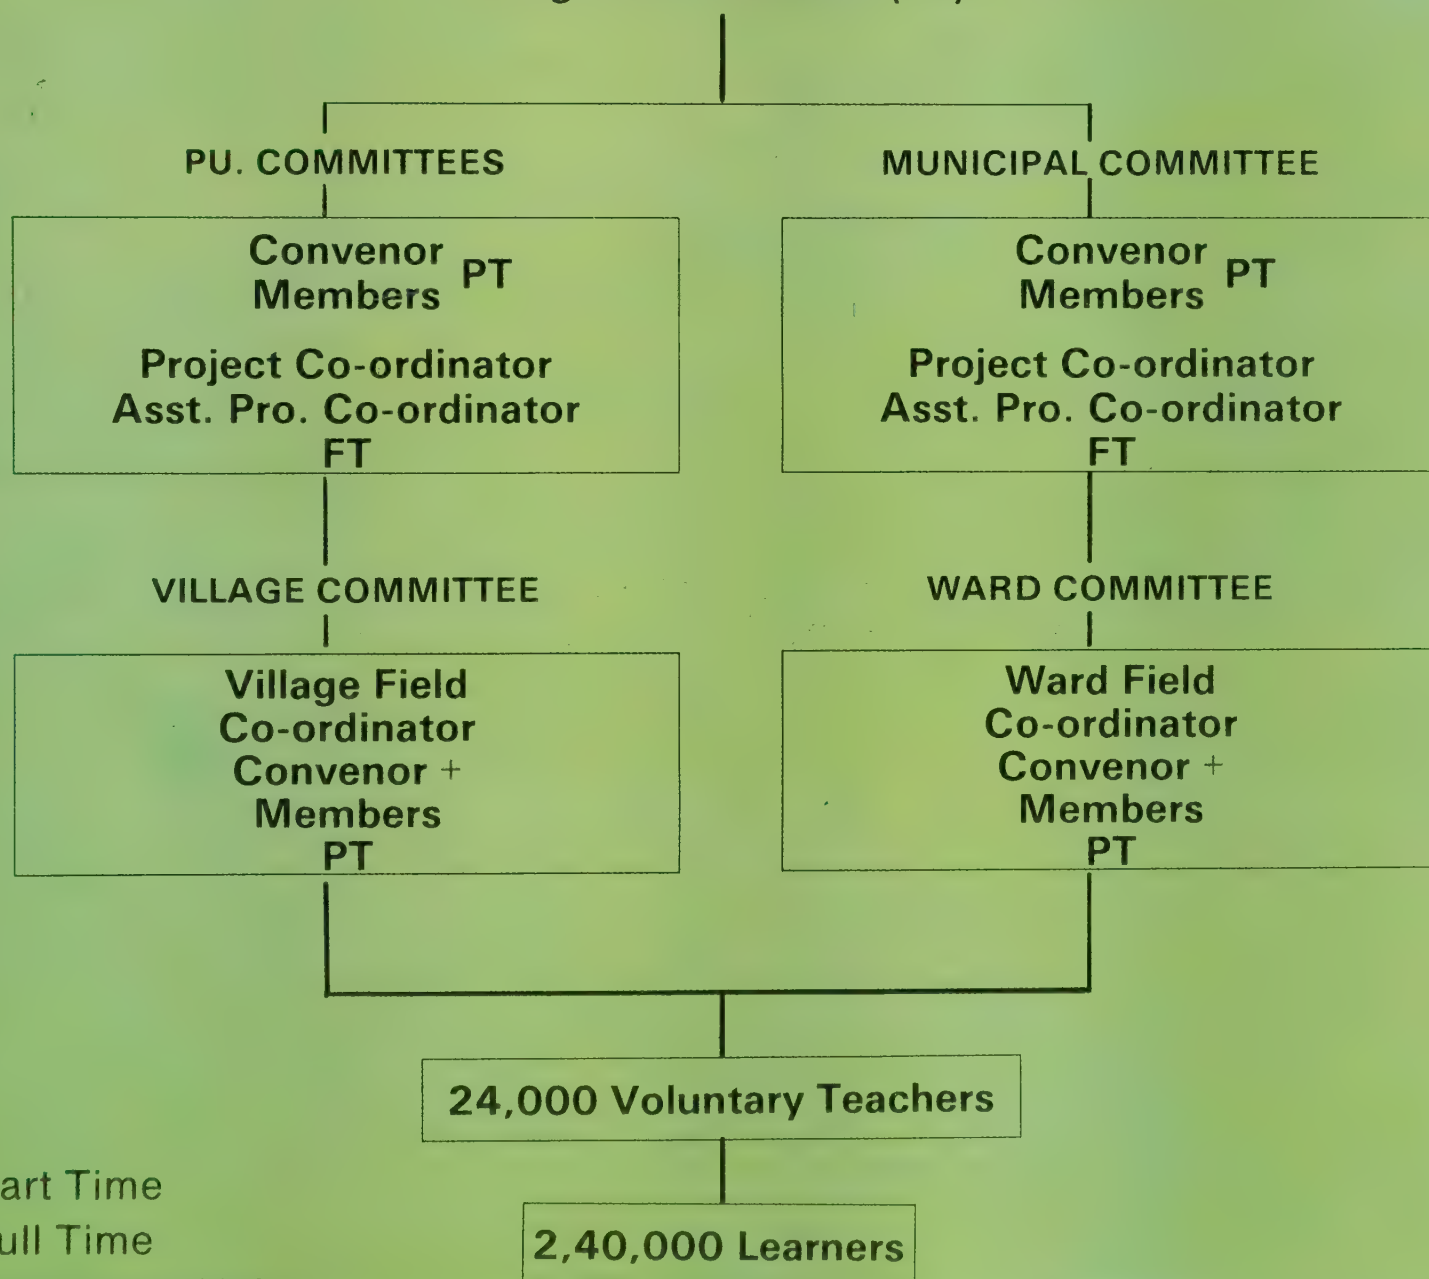 PU. COMMITTEES
Convenor
Members PT
Project Co-ordinator
Asst. Pro. Co-ordinator
FT
VILLAGE COMMITTEE
Village Field
Co-ordinator
Convenor +
Members
PT
MUNICIPAL COMMITTEE
Convenor
Members PT
Project Co-ordinator
Asst. Pro. Co-ordinator
FT
WARD COMMITTEE
Ward Field
Co-ordinator
Convenor +
Members
PT
24,000 Voluntary Teachers
2,40,000 Learners
art Time
ull Time